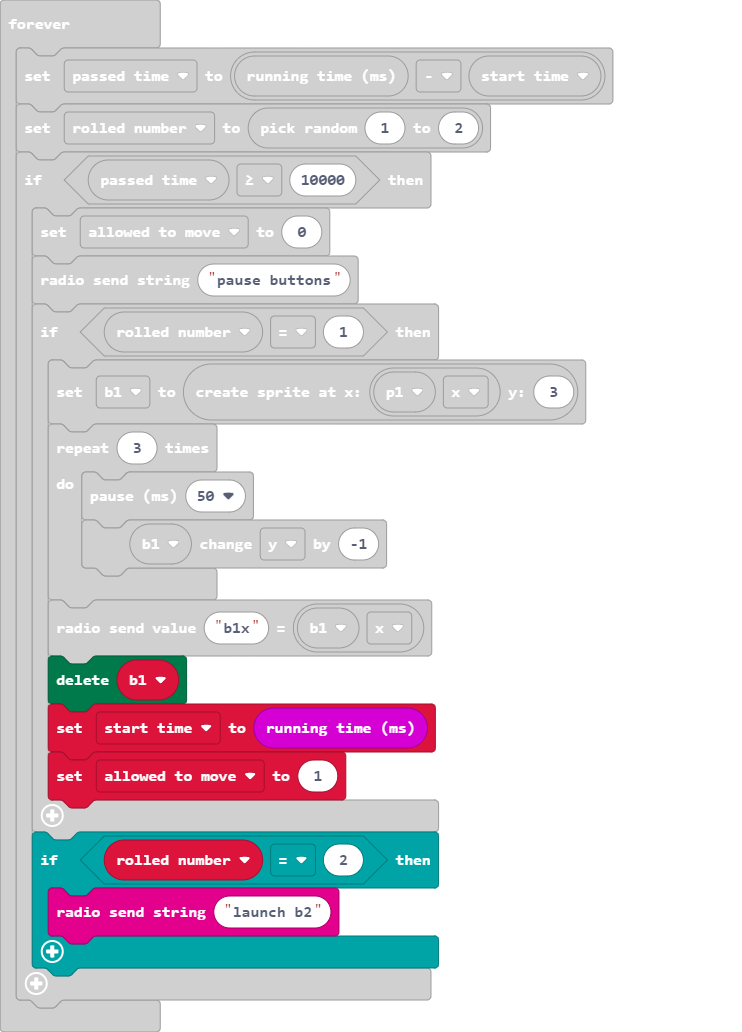 forever
set passed time to running time (ms) - start time
set rolled number to pick random 1 to 2
if passed time ≥ 10000 then
set allowed to move to 0
radio send string "pause buttons"
if rolled number = 1 then
set b1 to create sprite at x: p1 x y: 3
repeat 3 times
do
pause (ms) 50
b1 change y by -1
radio send value "b1x" = b1 x
delete b1
set start time to running time (ms)
set allowed to move to 1
if rolled number = 2 then
radio send string "launch b2"